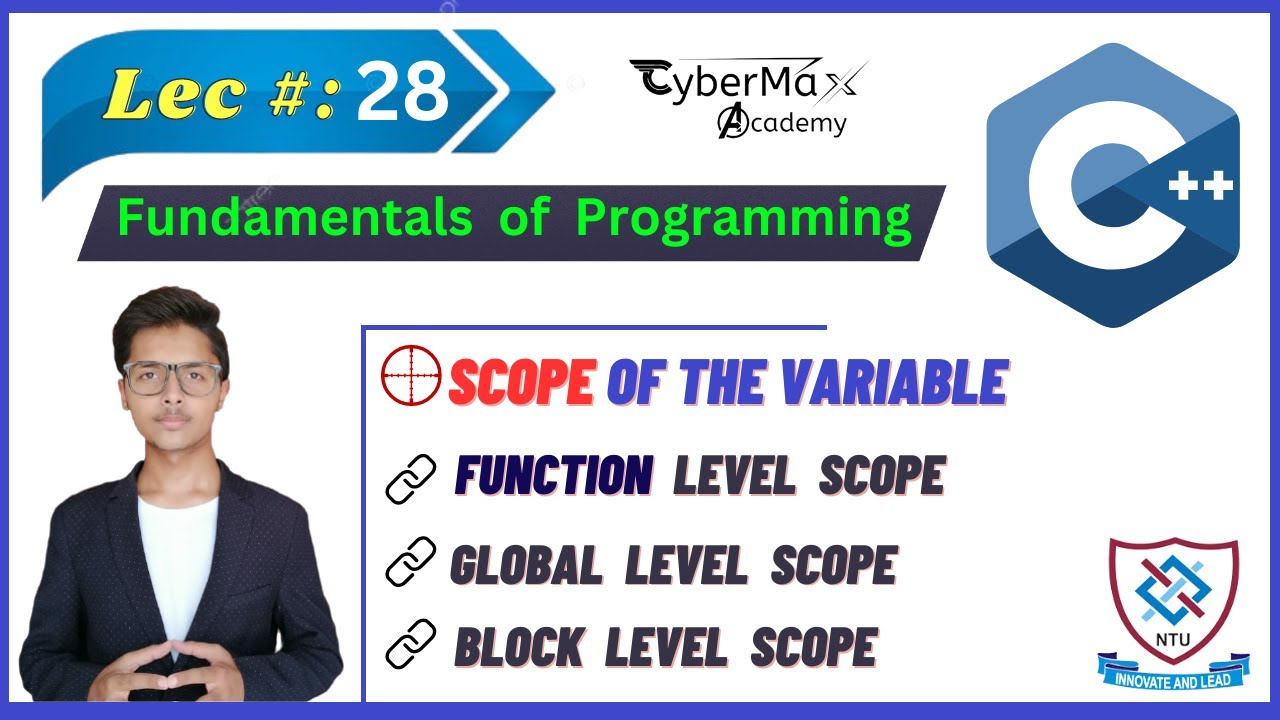 Lec #: 28
CyberMax
Academy
C++
Fundamentals of Programming
SCOPE OF THE VARIABLE
FUNCTION LEVEL SCOPE
GLOBAL LEVEL SCOPE
BLOCK LEVEL SCOPE
NTU
INNOVATE AND LEAD